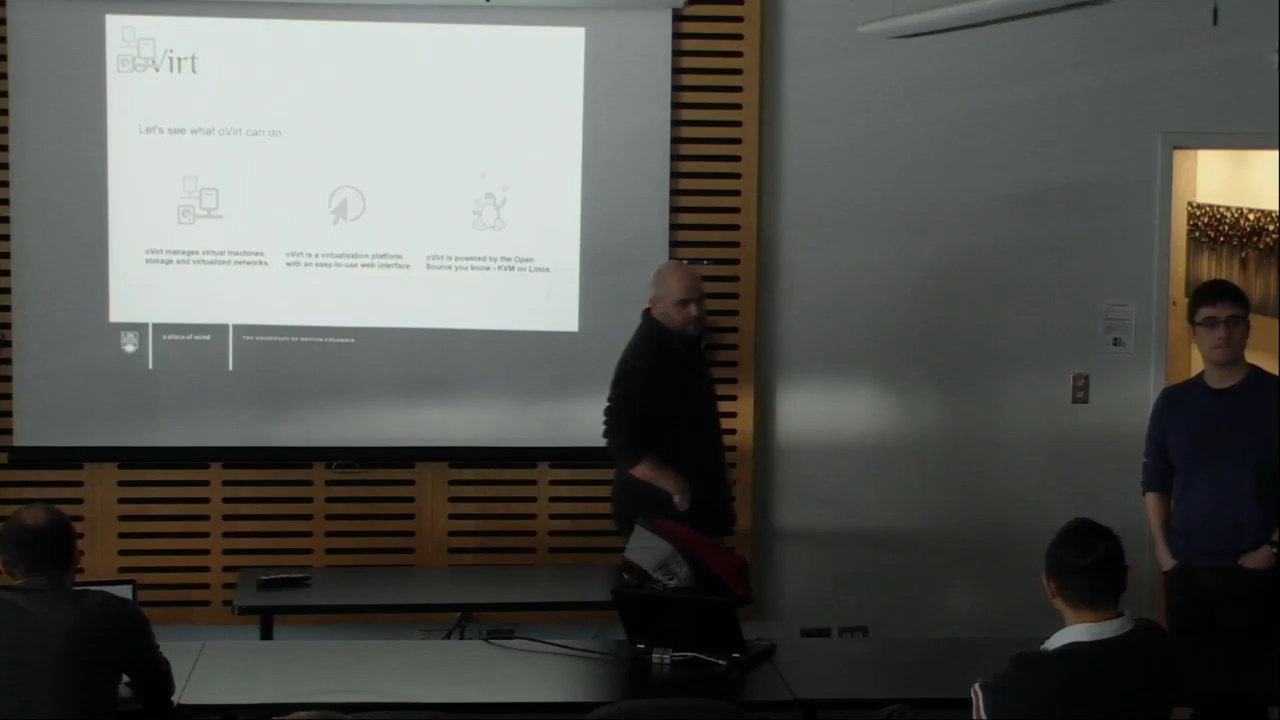 oVirt
Let's see what oVirt can do
oVirt manages virtual machines,
storage and virtualized networks.
oVirt is a virtualization platform
with an easy-to-use web interface
oVirt is powered by the Open
Source you know - KVM on Linux.
a place of mind
THE UNIVERSITY OF BRITISH COLUMBIA